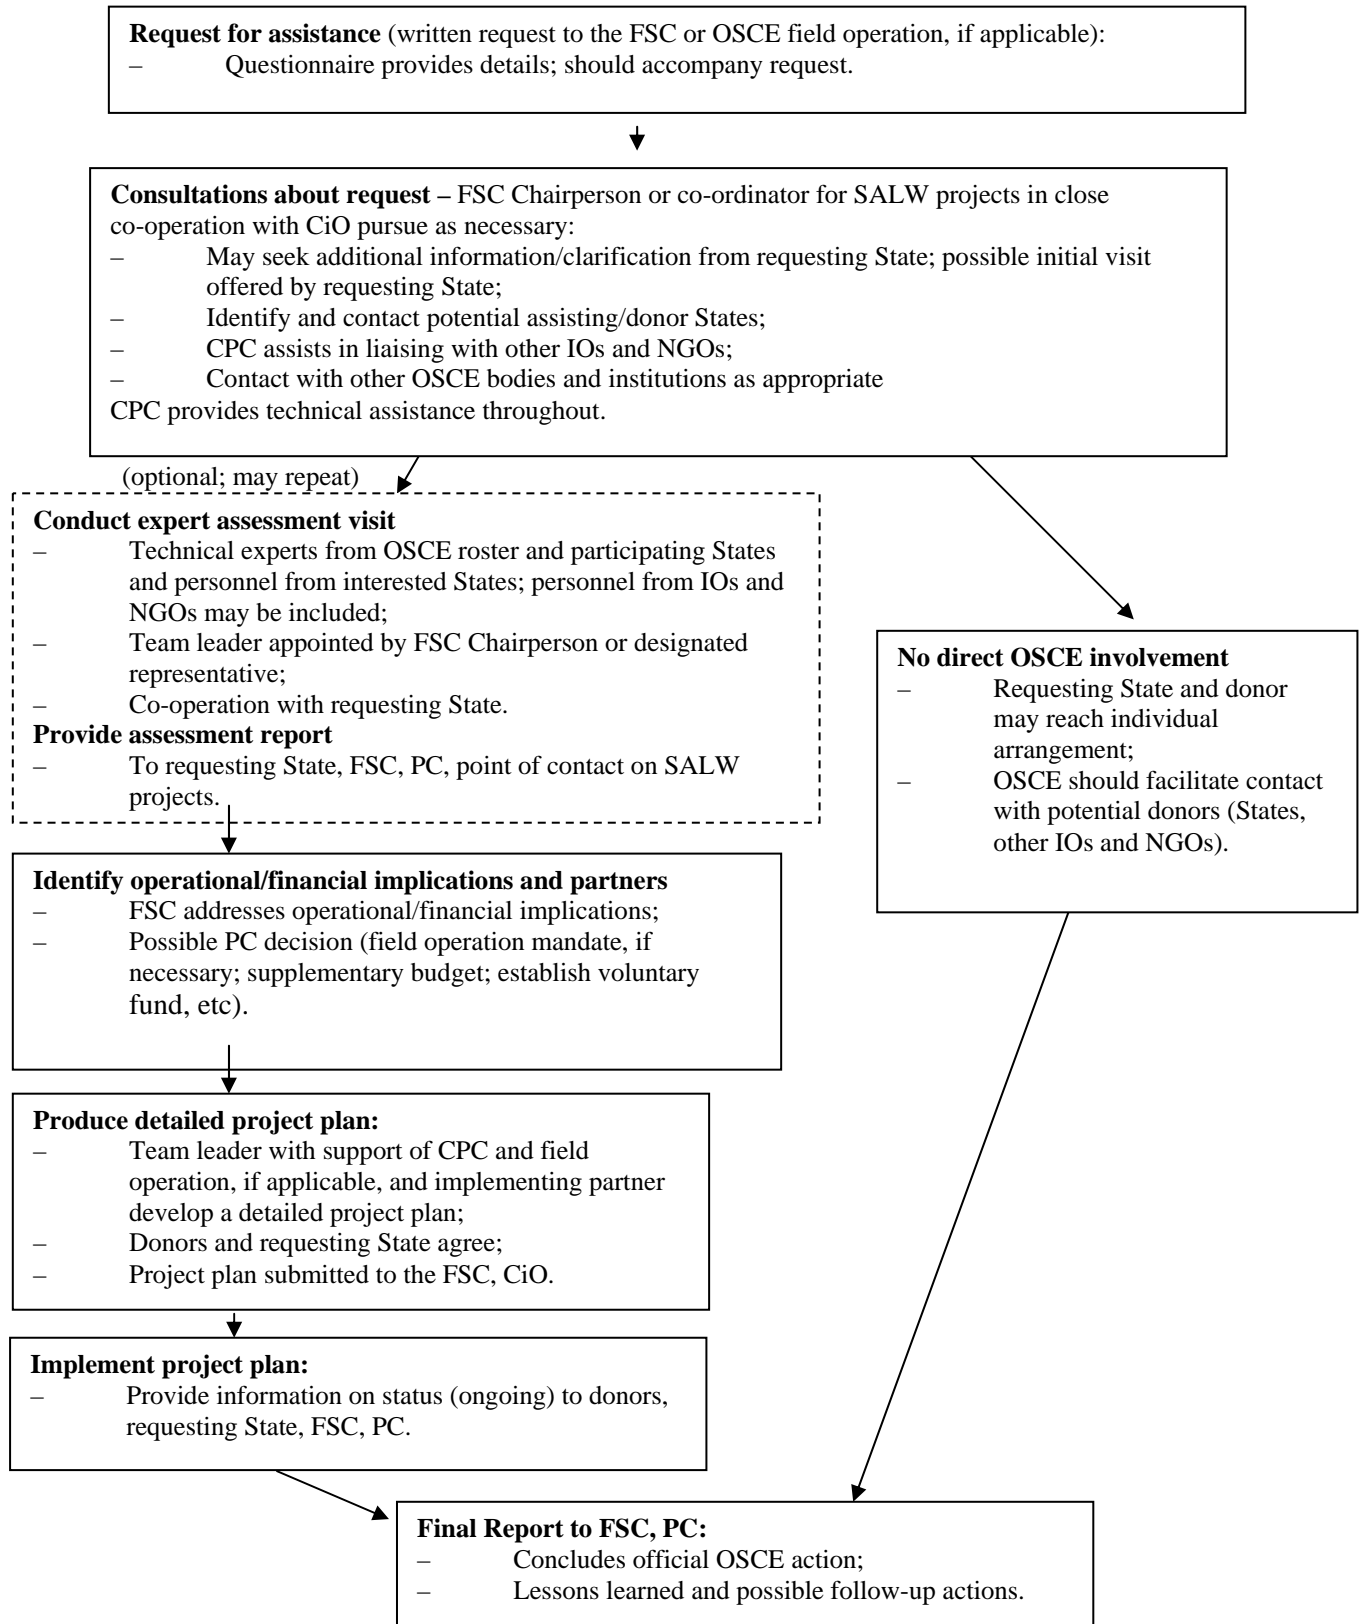 Request for assistance (written request to the FSC or OSCE field operation, if applicable):
– Questionnaire provides details; should accompany request.
Consultations about request – FSC Chairperson or co-ordinator for SALW projects in close
co-operation with CiO pursue as necessary:
– May seek additional information/clarification from requesting State; possible initial visit
offered by requesting State;
– Identify and contact potential assisting/donor States;
– CPC assists in liaising with other IOs and NGOs;
– Contact with other OSCE bodies and institutions as appropriate
CPC provides technical assistance throughout.
(optional; may repeat)
Conduct expert assessment visit
– Technical experts from OSCE roster and participating States
and personnel from interested States; personnel from IOs and
NGOs may be included;
– Team leader appointed by FSC Chairperson or designated
representative;
– Co-operation with requesting State.
Provide assessment report
– To requesting State, FSC, PC, point of contact on SALW
projects.
No direct OSCE involvement
– Requesting State and donor
may reach individual
arrangement;
– OSCE should facilitate contact
with potential donors (States,
other IOs and NGOs).
Identify operational/financial implications and partners
– FSC addresses operational/financial implications;
– Possible PC decision (field operation mandate, if
necessary; supplementary budget; establish voluntary
fund, etc).
Produce detailed project plan:
– Team leader with support of CPC and field
operation, if applicable, and implementing partner
develop a detailed project plan;
– Donors and requesting State agree;
– Project plan submitted to the FSC, CiO.
Implement project plan:
– Provide information on status (ongoing) to donors,
requesting State, FSC, PC.
Final Report to FSC, PC:
– Concludes official OSCE action;
– Lessons learned and possible follow-up actions.